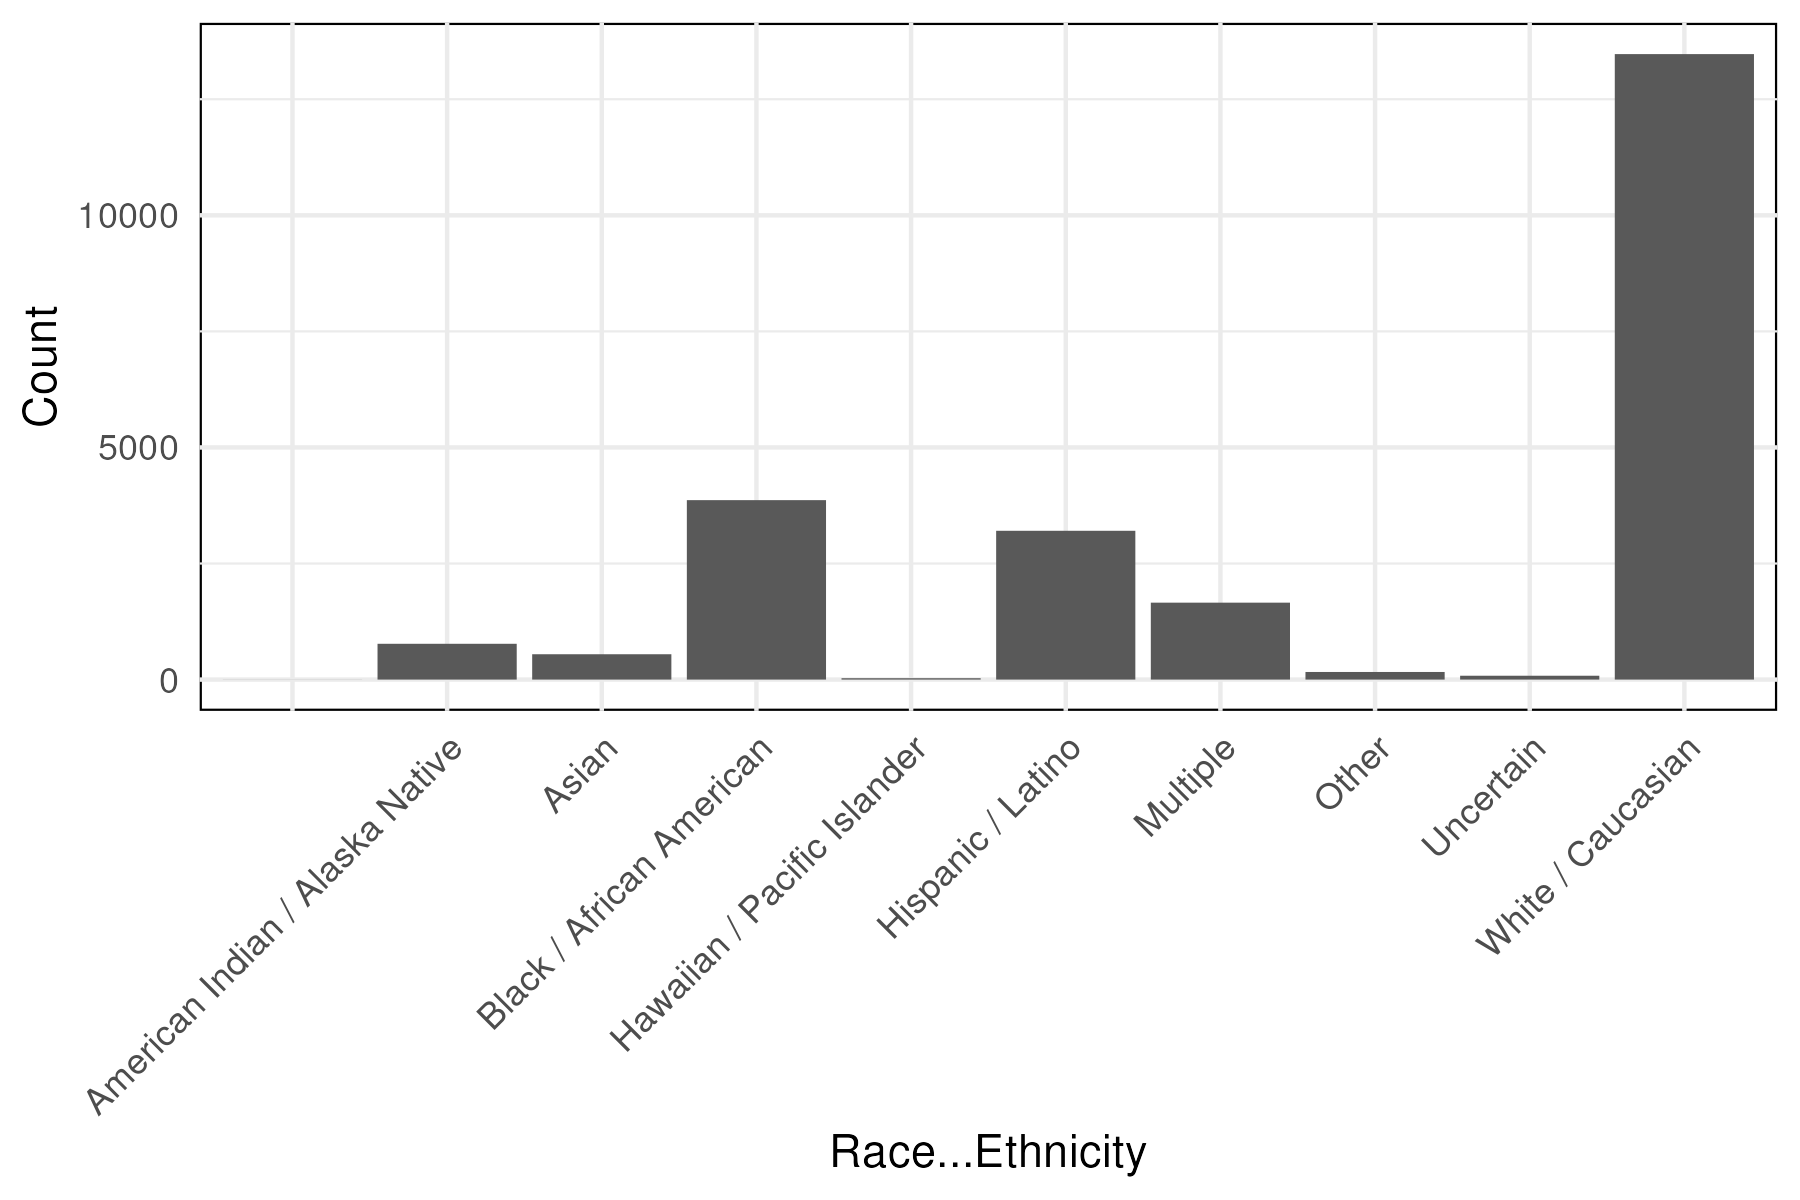 Count
10000
5000
0
American Indian / Alaska Native
Asian
Black / African American
Hawaiian / Pacific Islander
Hispanic / Latino
Multiple
Other
Uncertain
White / Caucasian
Race...Ethnicity